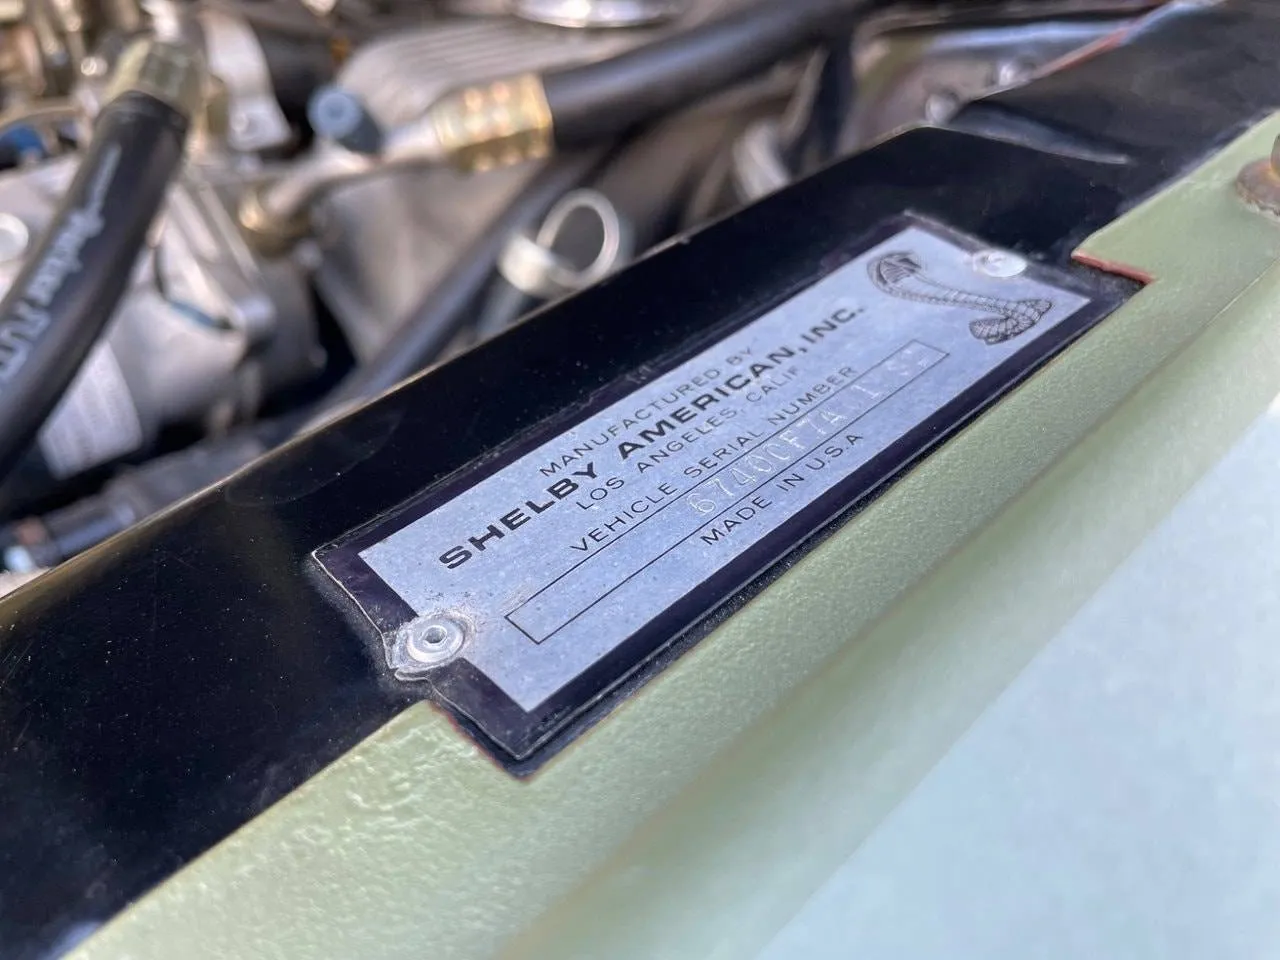 MANUFACTURED BY
SHELBY AMERICAN, INC.
LOS ANGELES, CALIF
VEHICLE SERIAL NUMBER
MADE IN U.S.A